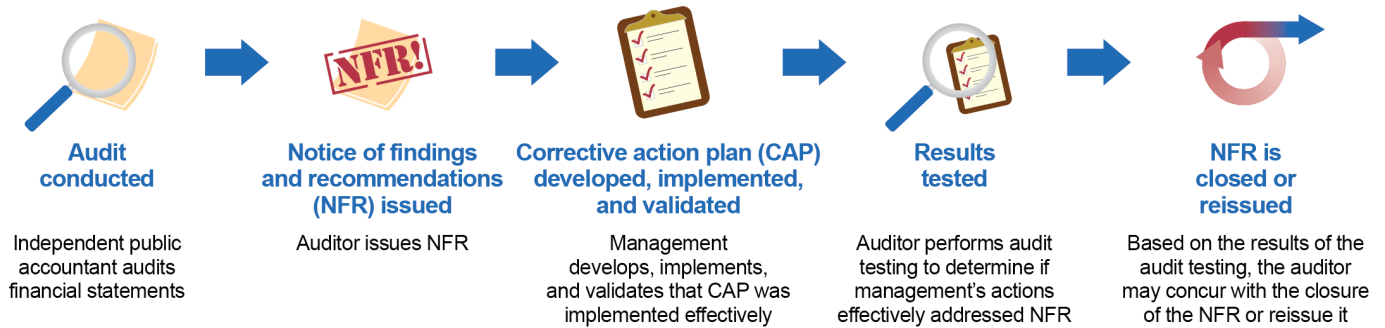 NFR!
Audit
conducted
Independent public
accountant audits
financial statements
Notice of findings
and recommendations
(NFR) issued
Auditor issues NFR
Corrective action plan (CAP)
developed, implemented,
and validated
Management
develops, implements,
and validates that CAP was
implemented effectively
Results
tested
Auditor performs audit
testing to determine if
management’s actions
effectively addressed NFR
NFR is
closed or
reissued
Based on the results of the
audit testing, the auditor
may concur with the closure
of the NFR or reissue it